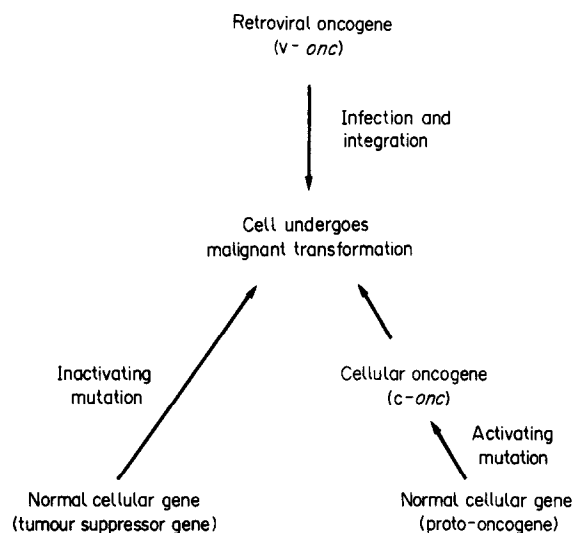 Retroviral oncogene
(v- onc)
Infection and
integration
Cell undergoes
malignant transformation
Inactivating
mutation
Cellular oncogene
(c-onc)
Activating
mutation
Normal cellular gene
(tumour suppressor gene)
Normal cellular gene
(proto-oncogene)